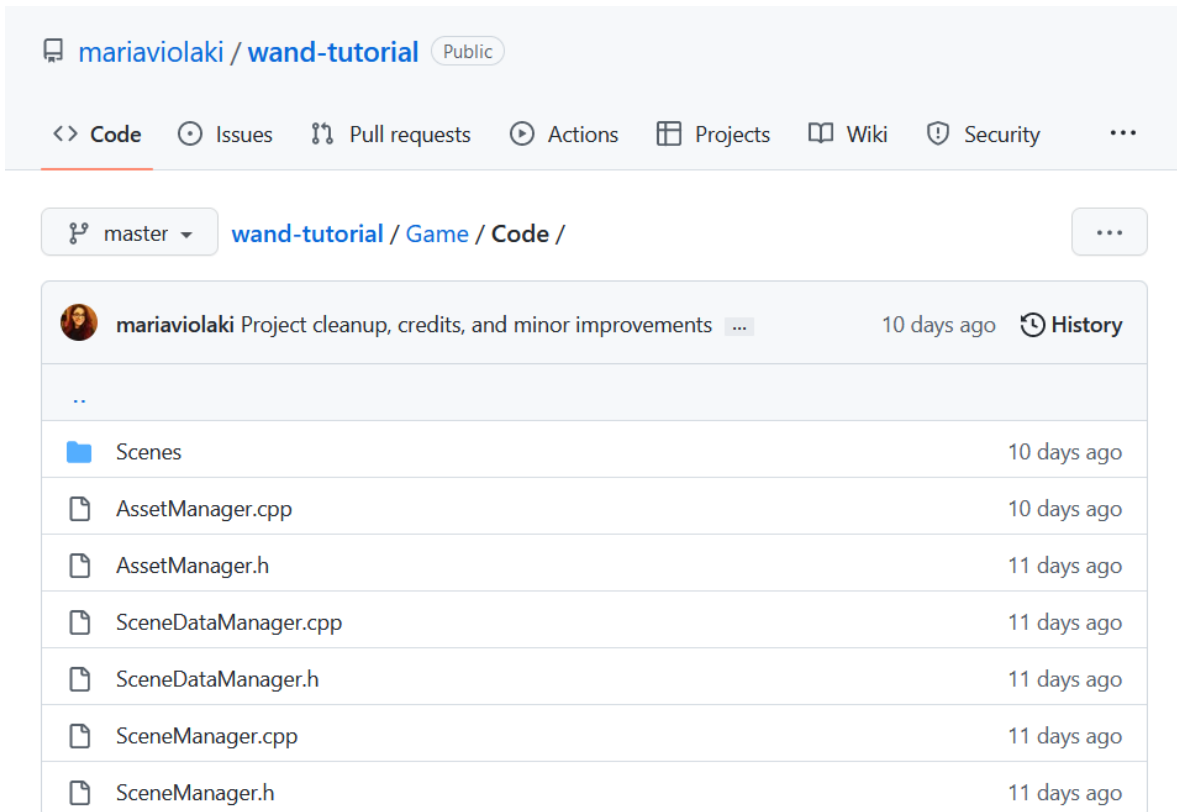 mariaviolaki / wand-tutorial Public
<> Code Issues Pull requests Actions Projects Wiki Security ...
master wand-tutorial / Game / Code / ...
mariaviolaki Project cleanup, credits, and minor improvements ... 10 days ago History
..
Scenes 10 days ago
AssetManager.cpp 10 days ago
AssetManager.h 11 days ago
SceneDataManager.cpp 11 days ago
SceneDataManager.h 11 days ago
SceneManager.cpp 11 days ago
SceneManager.h 11 days ago